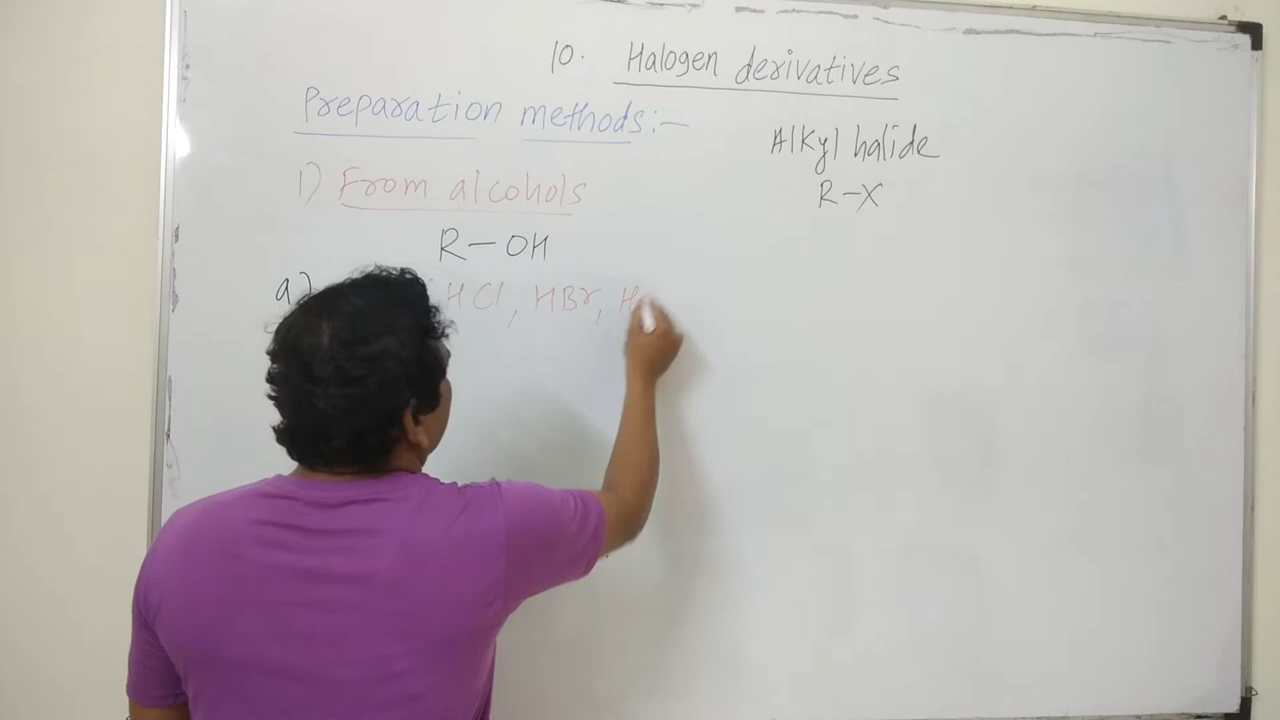 10. Halogen derivatives
Preparation methods:-
Alkyl halide
R-X
1) From alcohols
R-OH
a) HCl, HBr, H